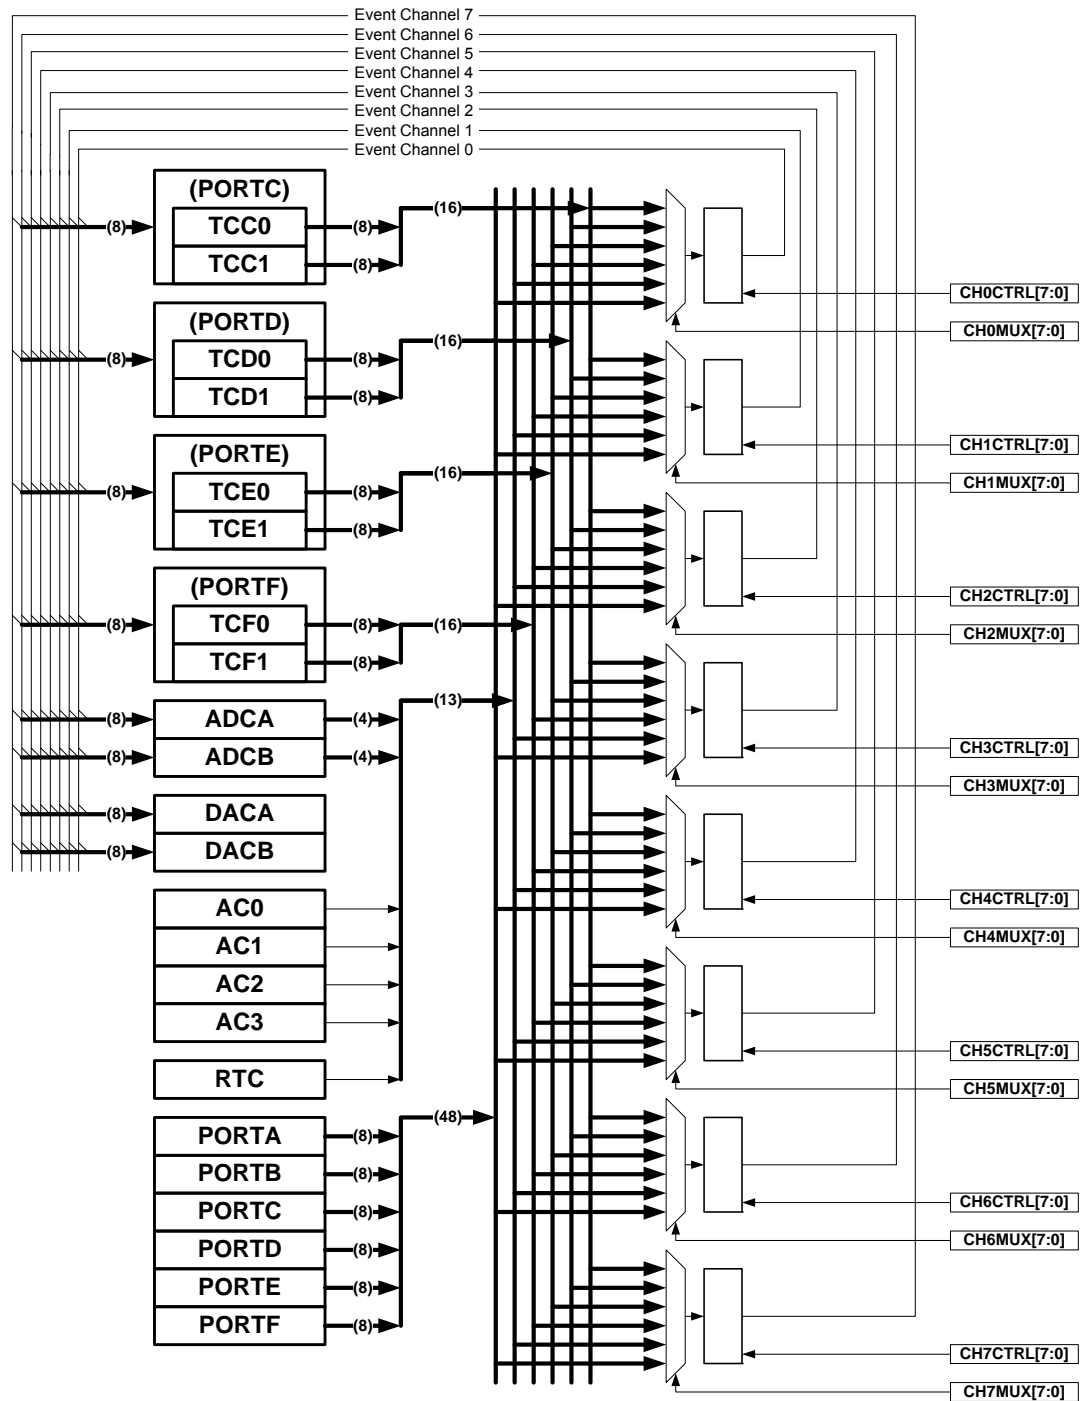 Event Channel 7
Event Channel 6
Event Channel 5
Event Channel 4
Event Channel 3
Event Channel 2
Event Channel 1
Event Channel 0
(PORTC)
(8) TCC0 (8) (16)
TCC1 (8)
CH0CTRL[7:0]
(PORTD)
CH0MUX[7:0]
(16)
(8) TCD0 (8)
TCD1 (8)
CH1CTRL[7:0]
(PORTE)
(16)
CH1MUX[7:0]
(8) TCE0 (8)
TCE1 (8)
(PORTF)
CH2CTRL[7:0]
(8) TCF0 (8) (16)
CH2MUX[7:0]
TCF1 (8)
(13)
(8) ADCA (4)
CH3CTRL[7:0]
(8) ADCB (4)
CH3MUX[7:0]
(8) DACA
(8) DACB
CH4CTRL[7:0]
AC0
CH4MUX[7:0]
AC1
AC2
AC3
CH5CTRL[7:0]
RTC
CH5MUX[7:0]
(48)
PORTA (8)
PORTB (8)
CH6CTRL[7:0]
PORTC (8)
CH6MUX[7:0]
PORTD (8)
PORTE (8)
PORTF (8)
CH7CTRL[7:0]
CH7MUX[7:0]